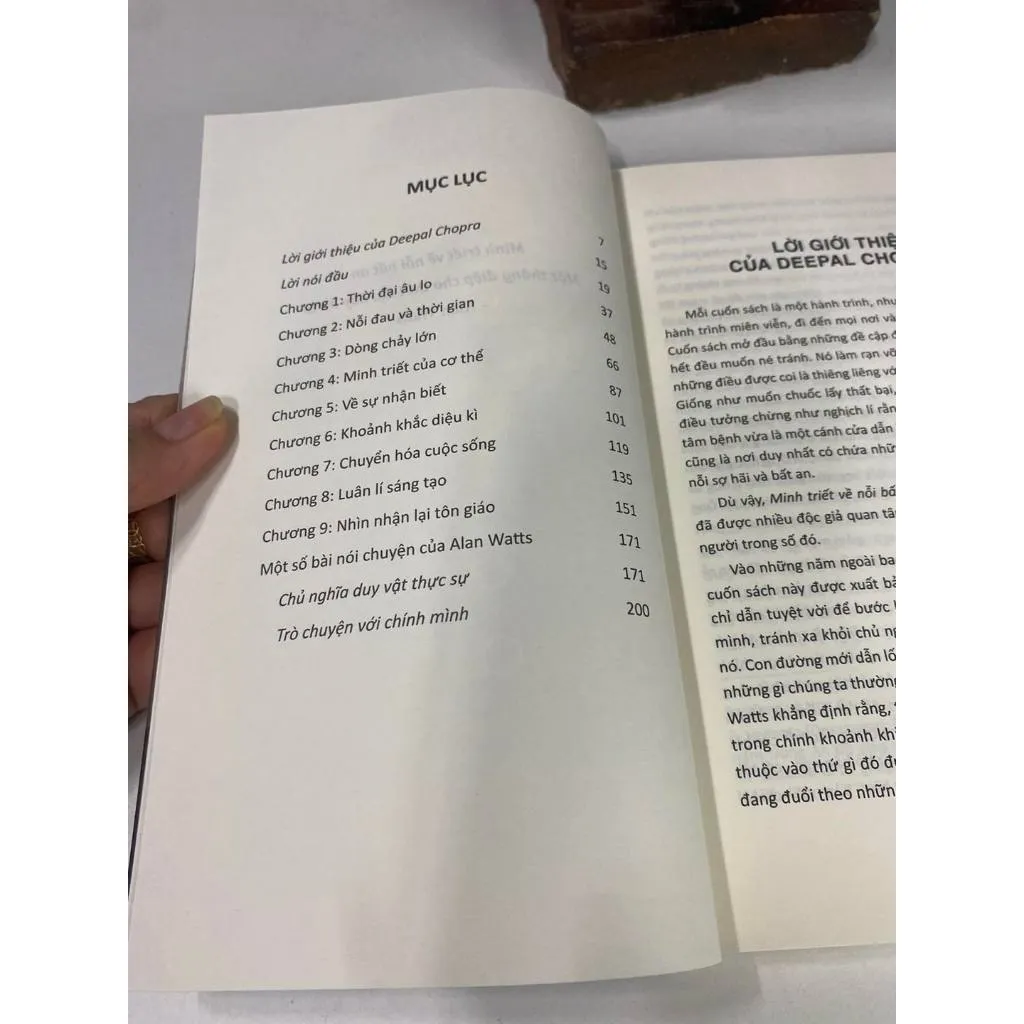 MỤC LỤC
Lời giới thiệu của Deepal Chopra 7
Lời nói đầu 15
Chương 1: Thời đại âu lo 19
Chương 2: Nỗi đau và thời gian 37
Chương 3: Dòng chảy lớn 48
Chương 4: Minh triết của cơ thể 66
Chương 5: Về sự nhận biết 87
Chương 6: Khoảnh khắc diệu kì 101
Chương 7: Chuyển hóa cuộc sống 119
Chương 8: Luân lí sáng tạo 135
Chương 9: Nhìn nhận lại tôn giáo 151
Một số bài nói chuyện của Alan Watts 171
Chủ nghĩa duy vật thực sự 171
Trò chuyện với chính mình 200
LỜI GIỚI THIỆ
CỦA DEEPAL CHO
Mỗi cuốn sách là một hành trình, như
hành trình miên viễn, đi đến mọi nơi và
Cuốn sách mở đầu bằng những đề cập đ
hết đều muốn né tránh. Nó làm rạn vỡ
những điều được coi là thiêng liêng vớ
Giống như muốn chuốc lấy thất bại,
điều tưởng chừng như nghịch lí rằn
tâm bệnh vừa là một cánh cửa dẫn
cũng là nơi duy nhất có chứa nhữ
nỗi sợ hãi và bất an.
Dù vậy, Minh triết về nỗi bấ
đã được nhiều độc giả quan tâ
người trong số đó.
Vào những năm ngoài ba
cuốn sách này được xuất bả
chỉ dẫn tuyệt vời để bước
mình, tránh xa khỏi chủ ng
nó. Con đường mới dẫn lố
những gì chúng ta thường
Watts khẳng định rằng, "
trong chính khoảnh khắ
thuộc vào thứ gì đó đư
đang đuổi theo những